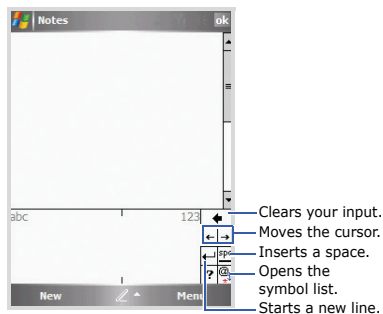 Notes
ok
abc
123
Clears your input.
Moves the cursor.
spc
Inserts a space.
? @
Opens the
symbol list.
New
Menu
Starts a new line.